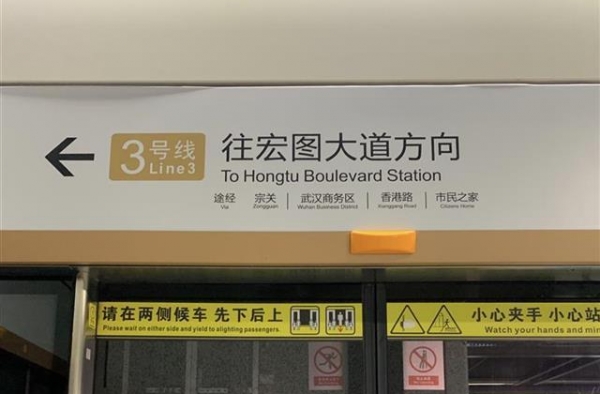 3号线
Line3
往宏图大道方向
To Hongtu Boulevard Station
途经 宗关 武汉商务区 香港路 市民之家
Via Zongguan Wuhan Business District Xianggang Road Citizens Home
请在两侧候车 先下后上
Please wait on either side and yield to alighting passengers.
小心夹手 小心站
Watch your hands and min